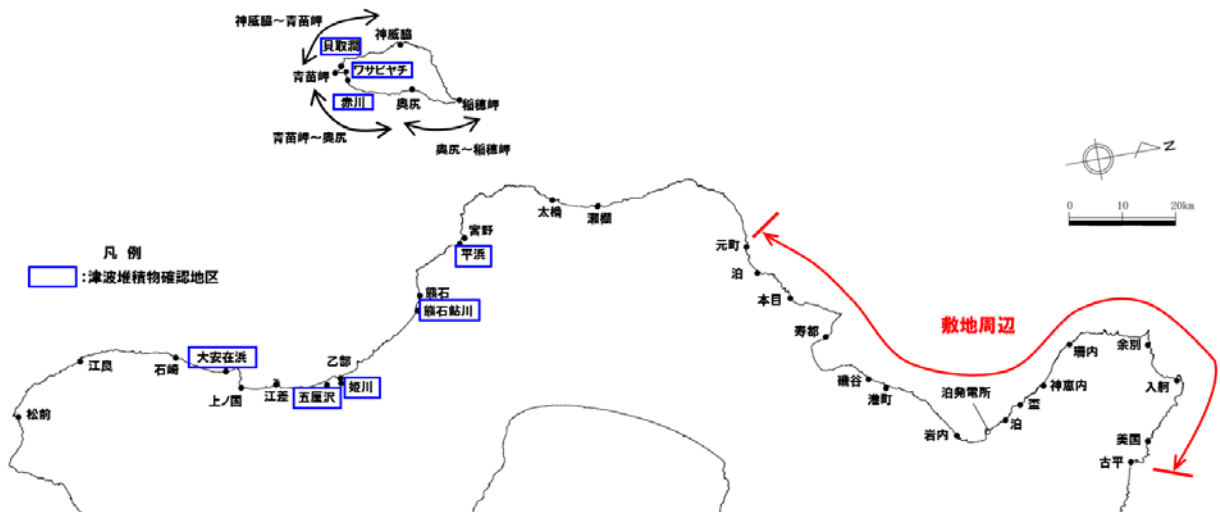 神威脇～青苗岬
神威脇
貝取澗
青苗岬
ワサビヤチ
赤川
奥尻
稲穂岬
青苗岬～奥尻
奥尻～稲穂岬
N
0 10 20km
凡 例
:津波堆積物確認地区
太櫓
瀬棚
宮野
平浜
熊石
熊石鮎川
乙部
姫川
五厘沢
江差
上ノ国
大安在浜
石崎
江良
松前
元町
泊
本目
寿都
磯谷
港町
岩内
泊発電所
泊
盃
神恵内
珊内
余別
入舸
美国
古平
敷地周辺